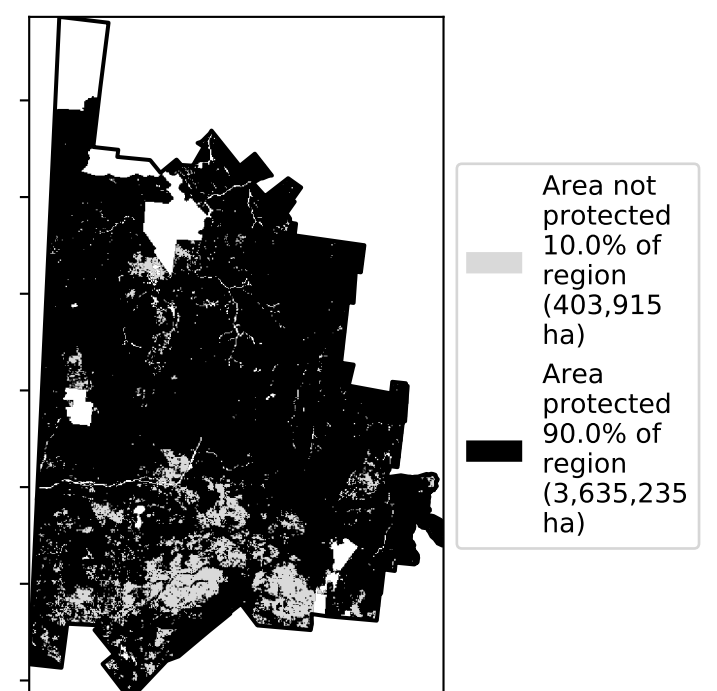 Area not
protected
10.0% of
region
(403,915
ha)
Area
protected
90.0% of
region
(3,635,235
ha)